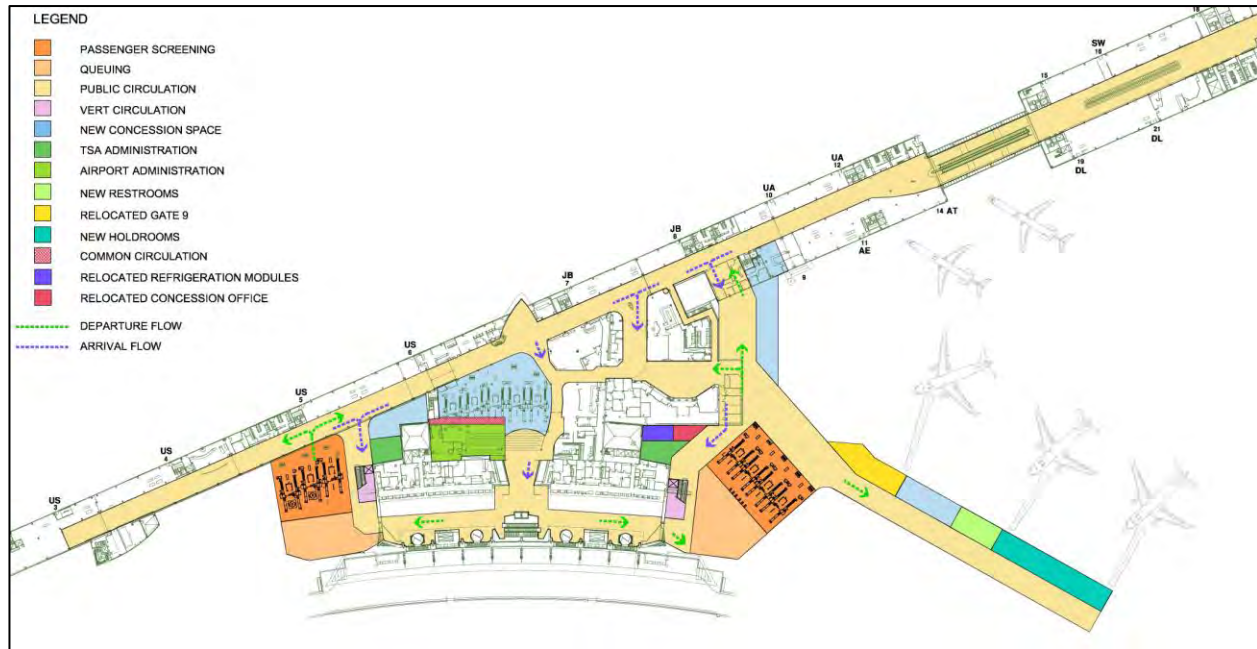 LEGEND
PASSENGER SCREENING
QUEUING
PUBLIC CIRCULATION
VERT CIRCULATION
NEW CONCESSION SPACE
TSA ADMINISTRATION
AIRPORT ADMINISTRATION
NEW RESTROOMS
RELOCATED GATE 9
NEW HOLDROOMS
COMMON CIRCULATION
RELOCATED REFRIGERATION MODULES
RELOCATED CONCESSION OFFICE
DEPARTURE FLOW
ARRIVAL FLOW
18
SW
16
15
21
DL
19
DL
UA
12
UA
10
14 AT
11
AE
JB
8
9
JB
7
US
6
US
5
US
4
US
3